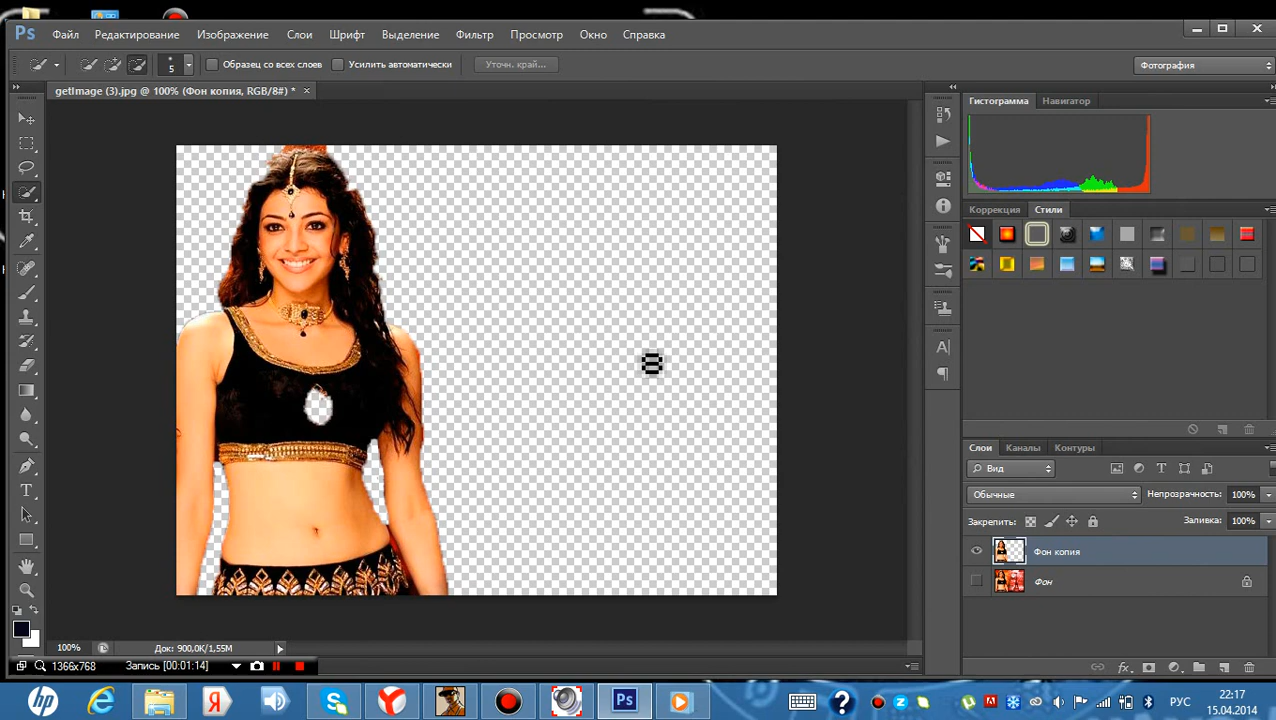 Ps Файл Редактирование Изображение Слои Шрифт Выделение Фильтр Просмотр Окно Справка
5 Образец со всех слоев Усилить автоматически Уточн. край... Фотография
getImage (3).jpg @ 100% (Фон копия, RGB/8#) * ×
Гистограмма Навигатор
Коррекция Стили
Слои Каналы Контуры
Вид
Обычные Непрозрачность: 100%
Закрепить: Заливка: 100%
Фон копия
Фон
100% Док: 900,0K/1,55M
1366x768 Запись [00:01:14]
РУС 22:17
15.04.2014